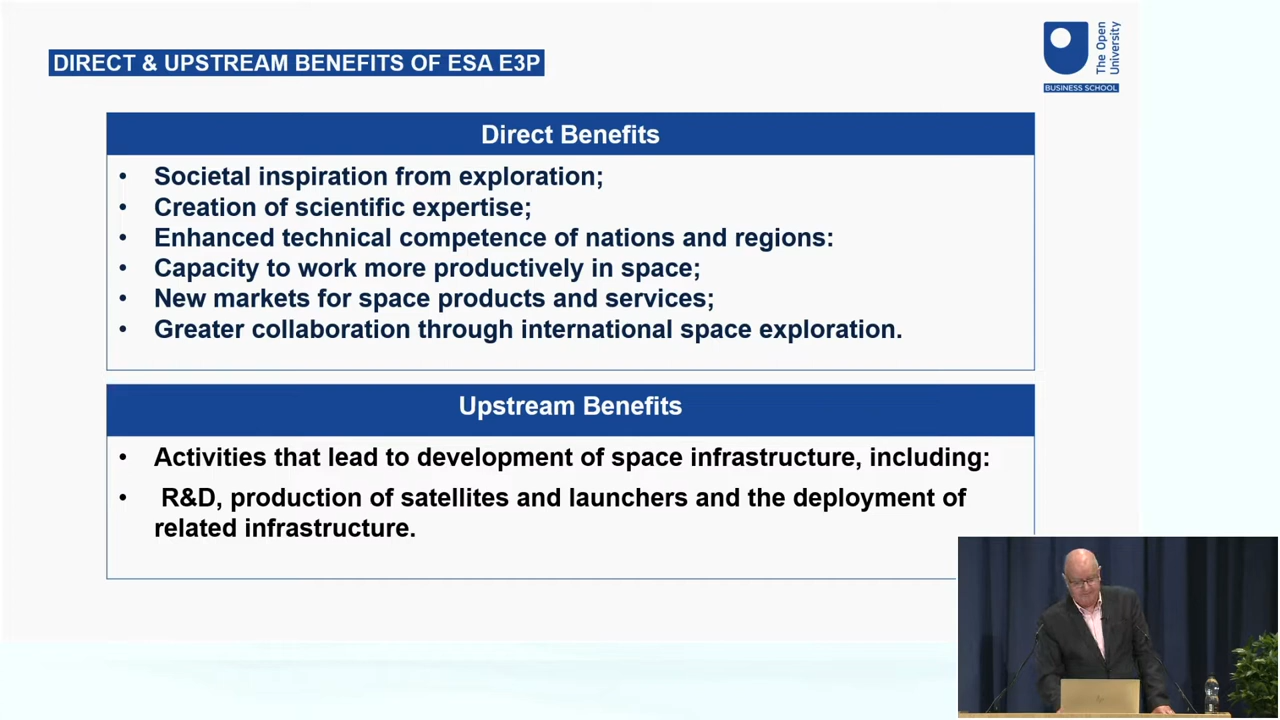 DIRECT & UPSTREAM BENEFITS OF ESA E3P
The Open
University
BUSINESS SCHOOL
Direct Benefits
• Societal inspiration from exploration;
• Creation of scientific expertise;
• Enhanced technical competence of nations and regions:
• Capacity to work more productively in space;
• New markets for space products and services;
• Greater collaboration through international space exploration.
Upstream Benefits
• Activities that lead to development of space infrastructure, including:
• R&D, production of satellites and launchers and the deployment of
related infrastructure.